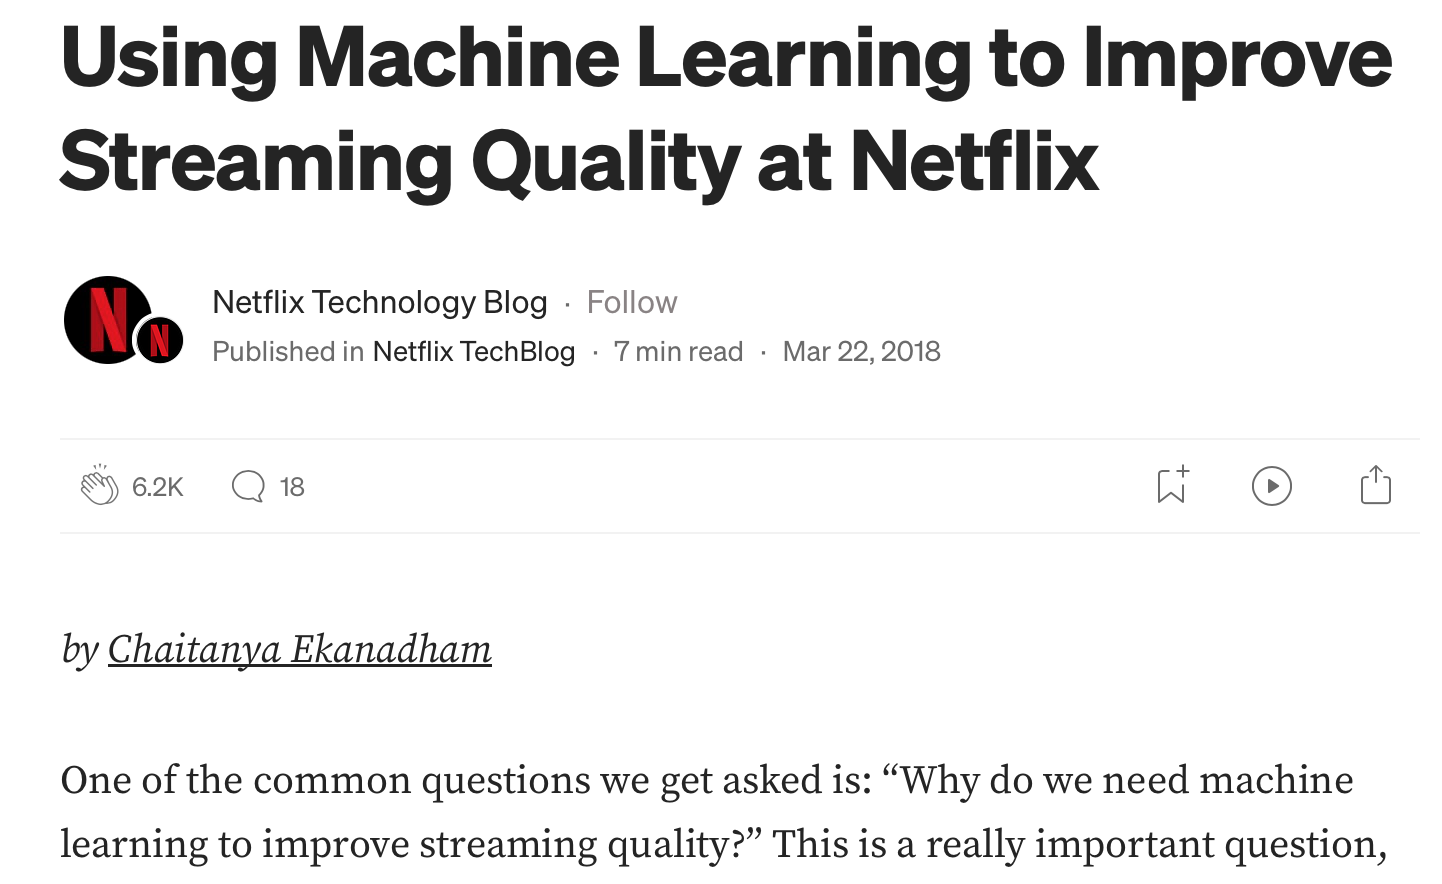 Using Machine Learning to Improve
Streaming Quality at Netflix
Netflix Technology Blog · Follow
Published in Netflix TechBlog · 7 min read · Mar 22, 2018
6.2K 18
by Chaitanya Ekanadham
One of the common questions we get asked is: “Why do we need machine
learning to improve streaming quality?” This is a really important question,